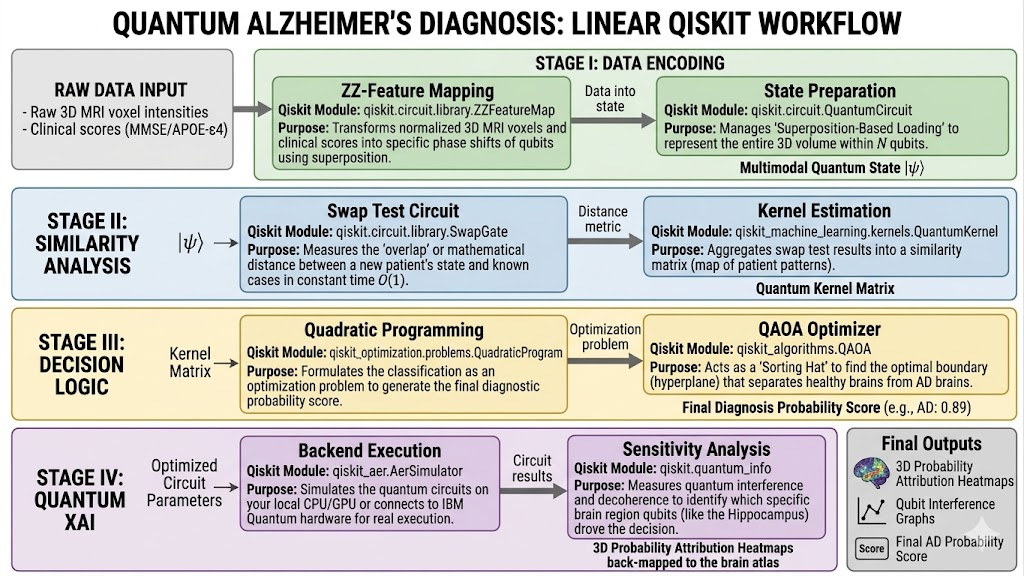 QUANTUM ALZHEIMER'S DIAGNOSIS: LINEAR QISKIT WORKFLOW
RAW DATA INPUT
- Raw 3D MRI voxel intensities
- Clinical scores (MMSE/APOE-ε4)
STAGE I: DATA ENCODING
ZZ-Feature Mapping
Qiskit Module: qiskit.circuit.library.ZZFeatureMap
Purpose: Transforms normalized 3D MRI voxels and
clinical scores into specific phase shifts of qubits
using superposition.
Data into
state
State Preparation
Qiskit Module: qiskit.circuit.QuantumCircuit
Purpose: Manages 'Superposition-Based Loading' to
represent the entire 3D volume within N qubits.
Multimodal Quantum State |ψ⟩
STAGE II:
SIMILARITY
ANALYSIS
|ψ⟩
Swap Test Circuit
Qiskit Module: qiskit.circuit.library.SwapGate
Purpose: Measures the 'overlap' or mathematical
distance between a new patient's state and known
cases in constant time O(1).
Distance
metric
Kernel Estimation
Qiskit Module: qiskit_machine_learning.kernels.QuantumKernel
Purpose: Aggregates swap test results into a similarity
matrix (map of patient patterns).
Quantum Kernel Matrix
STAGE III:
DECISION
LOGIC
Kernel
Matrix
Quadratic Programming
Qiskit Module: qiskit_optimization.problems.QuadraticProgram
Purpose: Formulates the classification as an
optimization problem to generate the final diagnostic
probability score.
Optimization
problem
QAOA Optimizer
Qiskit Module: qiskit_algorithms.QAOA
Purpose: Acts as a 'Sorting Hat' to find the optimal boundary
(hyperplane) that separates healthy brains from AD brains.
Final Diagnosis Probability Score (e.g., AD: 0.89)
STAGE IV:
QUANTUM
XAI
Optimized
Circuit
Parameters
Backend Execution
Qiskit Module: qiskit_aer.AerSimulator
Purpose: Simulates the quantum circuits on
your local CPU/GPU or connects to IBM
Quantum hardware for real execution.
Circuit
results
Sensitivity Analysis
Qiskit Module: qiskit.quantum_info
Purpose: Measures quantum interference
and decoherence to identify which specific
brain region qubits (like the Hippocampus)
drove the decision.
3D Probability Attribution Heatmaps
back-mapped to the brain atlas
Final Outputs
3D Probability
Attribution Heatmaps
Qubit Interference
Graphs
Score
Final AD Probability
Score